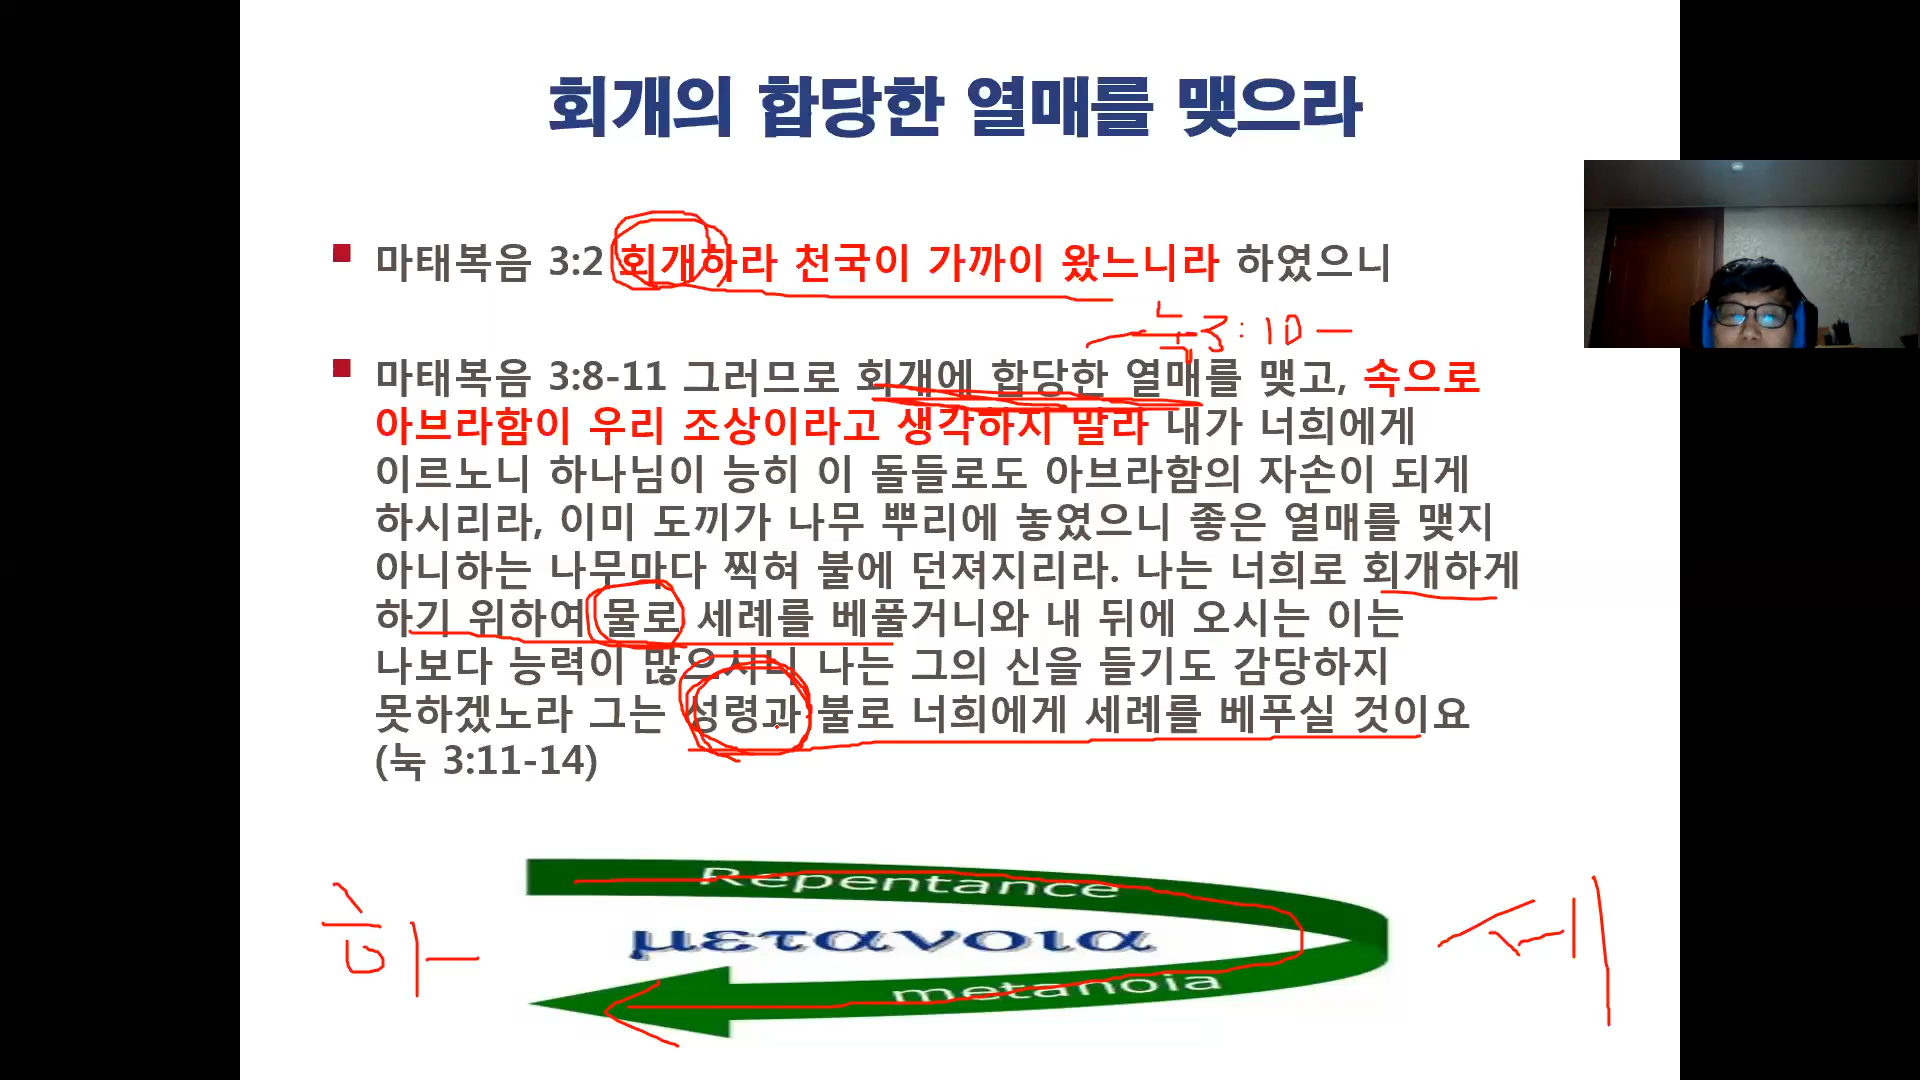 회개의 합당한 열매를 맺으라
마태복음 3:2 회개하라 천국이 가까이 왔느니라 하였으니
눅3:10-
마태복음 3:8-11 그러므로 회개에 합당한 열매를 맺고, 속으로
아브라함이 우리 조상이라고 생각하지 말라 내가 너희에게
이르노니 하나님이 능히 이 돌들로도 아브라함의 자손이 되게
하시리라, 이미 도끼가 나무 뿌리에 놓였으니 좋은 열매를 맺지
아니하는 나무마다 찍혀 불에 던져지리라. 나는 너희로 회개하게
하기 위하여 물로 세례를 베풀거니와 내 뒤에 오시는 이는
나보다 능력이 많으시니 나는 그의 신을 들기도 감당하지
못하겠노라 그는 성령과 불로 너희에게 세례를 베푸실 것이요
(눅 3:11-14)
Repentance
μετανοια
metanoia
하